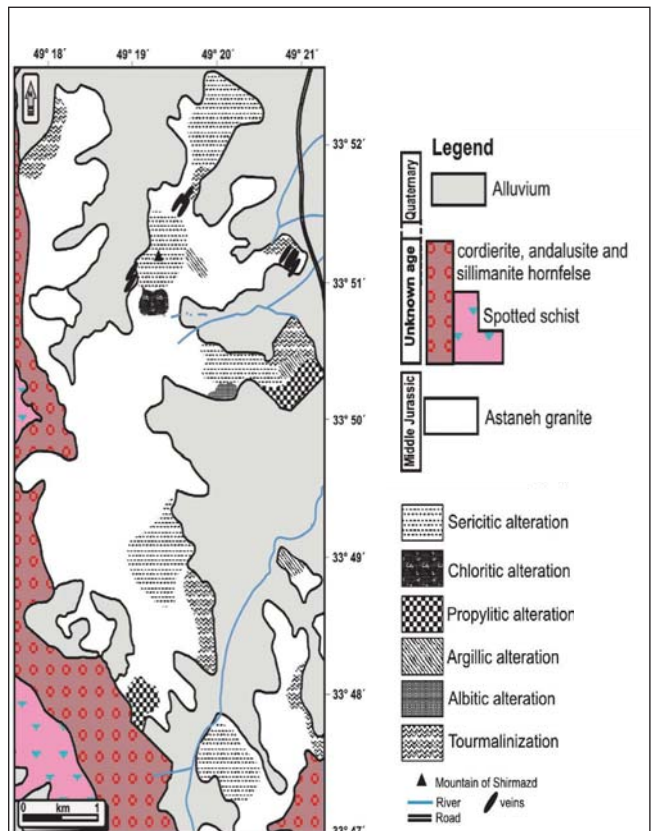 49° 18´ 49° 19´ 49° 20´ 49° 21´
33° 52´
33° 51´
33° 50´
33° 49´
33° 48´
33° 47´
km 1
Legend
Quaternary
Alluvium
Unknown age
cordierite, andalusite and
sillimanite hornfelse
Spotted schist
Middle Jurassic
Astaneh granite
Sericitic alteration
Chloritic alteration
Propylitic alteration
Argillic alteration
Albitic alteration
Tourmalinization
Mountain of Shirmazd
River veins
Road